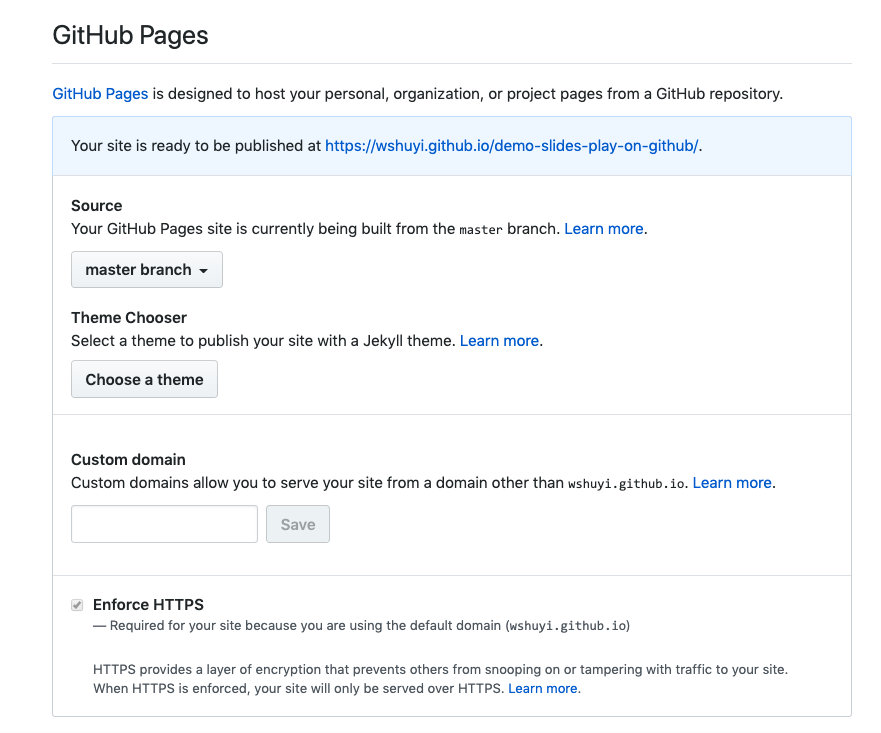 GitHub Pages
GitHub Pages is designed to host your personal, organization, or project pages from a GitHub repository.
Your site is ready to be published at https://wshuyi.github.io/demo-slides-play-on-github/.
Source
Your GitHub Pages site is currently being built from the master branch. Learn more.
master branch
Theme Chooser
Select a theme to publish your site with a Jekyll theme. Learn more.
Choose a theme
Custom domain
Custom domains allow you to serve your site from a domain other than wshuyi.github.io. Learn more.
Save
Enforce HTTPS
— Required for your site because you are using the default domain (wshuyi.github.io)
HTTPS provides a layer of encryption that prevents others from snooping on or tampering with traffic to your site.
When HTTPS is enforced, your site will only be served over HTTPS. Learn more.